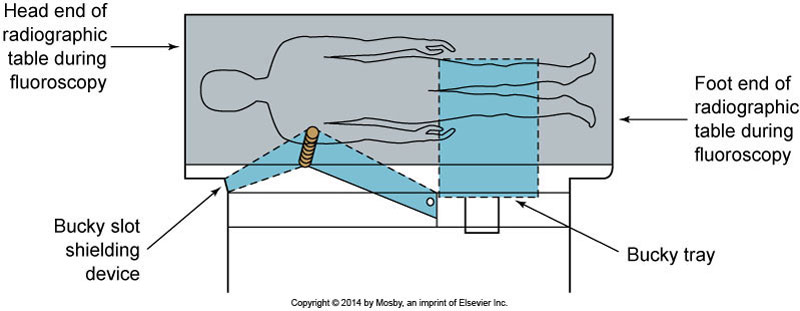 Head end of
radiographic
table during
fluoroscopy
Foot end of
radiographic
table during
fluoroscopy
Bucky slot
shielding
device
Bucky tray
Copyright © 2014 by Mosby, an imprint of Elsevier Inc.